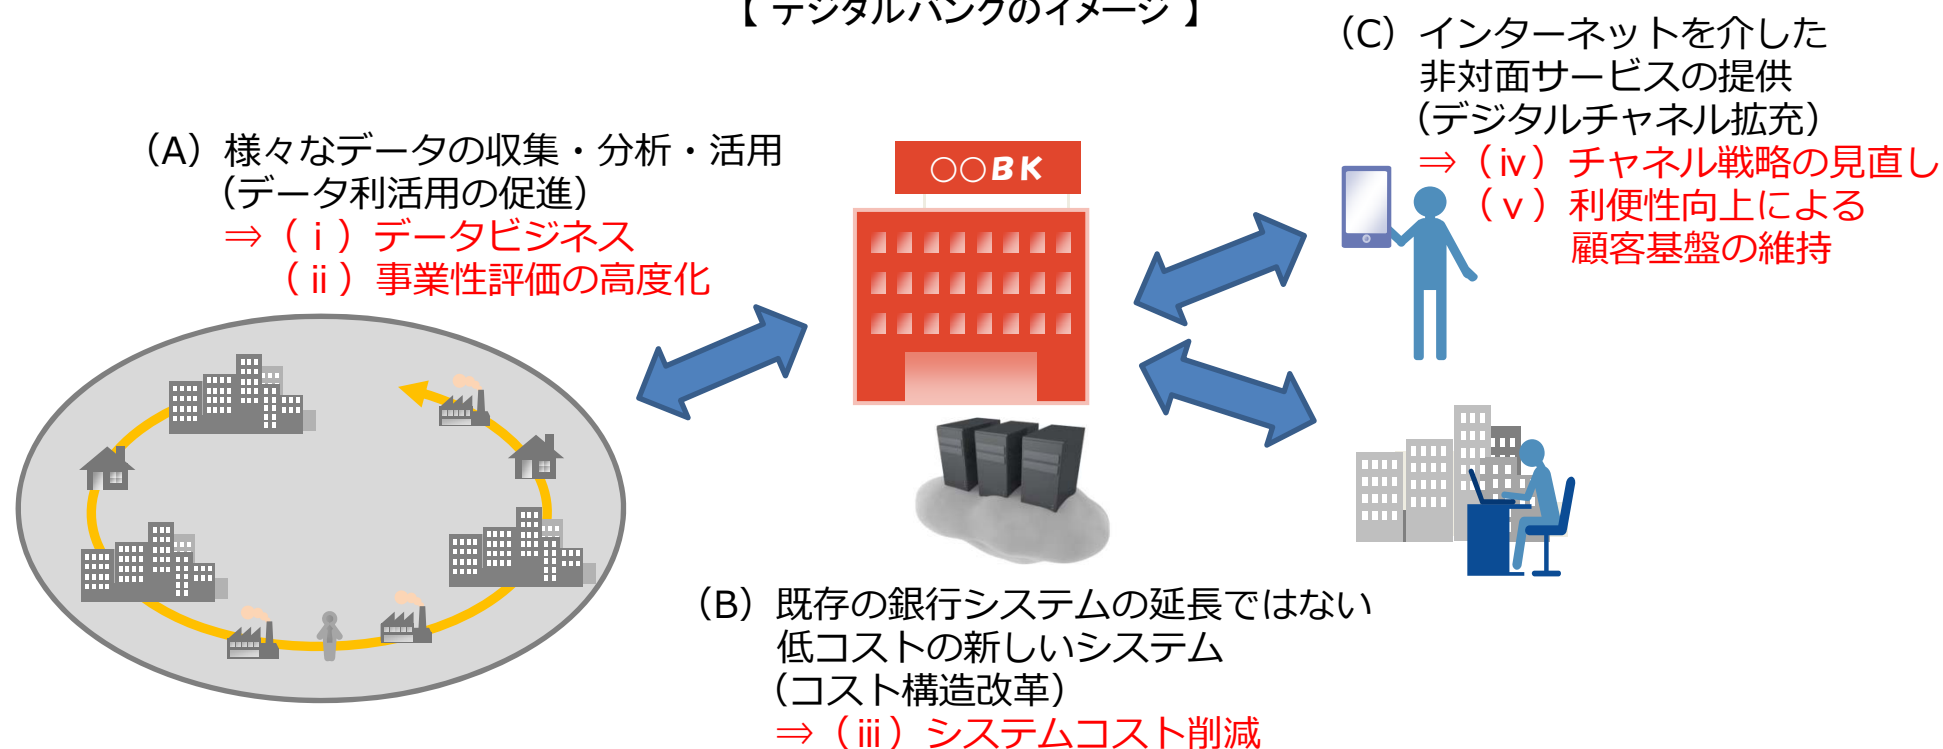 【 デジタルバンクのイメージ 】
(A) 様々なデータの収集・分析・活用
(データ利活用の促進)
⇒（ⅰ）データビジネス
（ⅱ）事業性評価の高度化
○○BK
(C) インターネットを介した
非対面サービスの提供
(デジタルチャネル拡充)
⇒（ⅳ）チャネル戦略の見直し
（ⅴ）利便性向上による
顧客基盤の維持
(B) 既存の銀行システムの延長ではない
低コストの新しいシステム
(コスト構造改革)
⇒（ⅲ）システムコスト削減